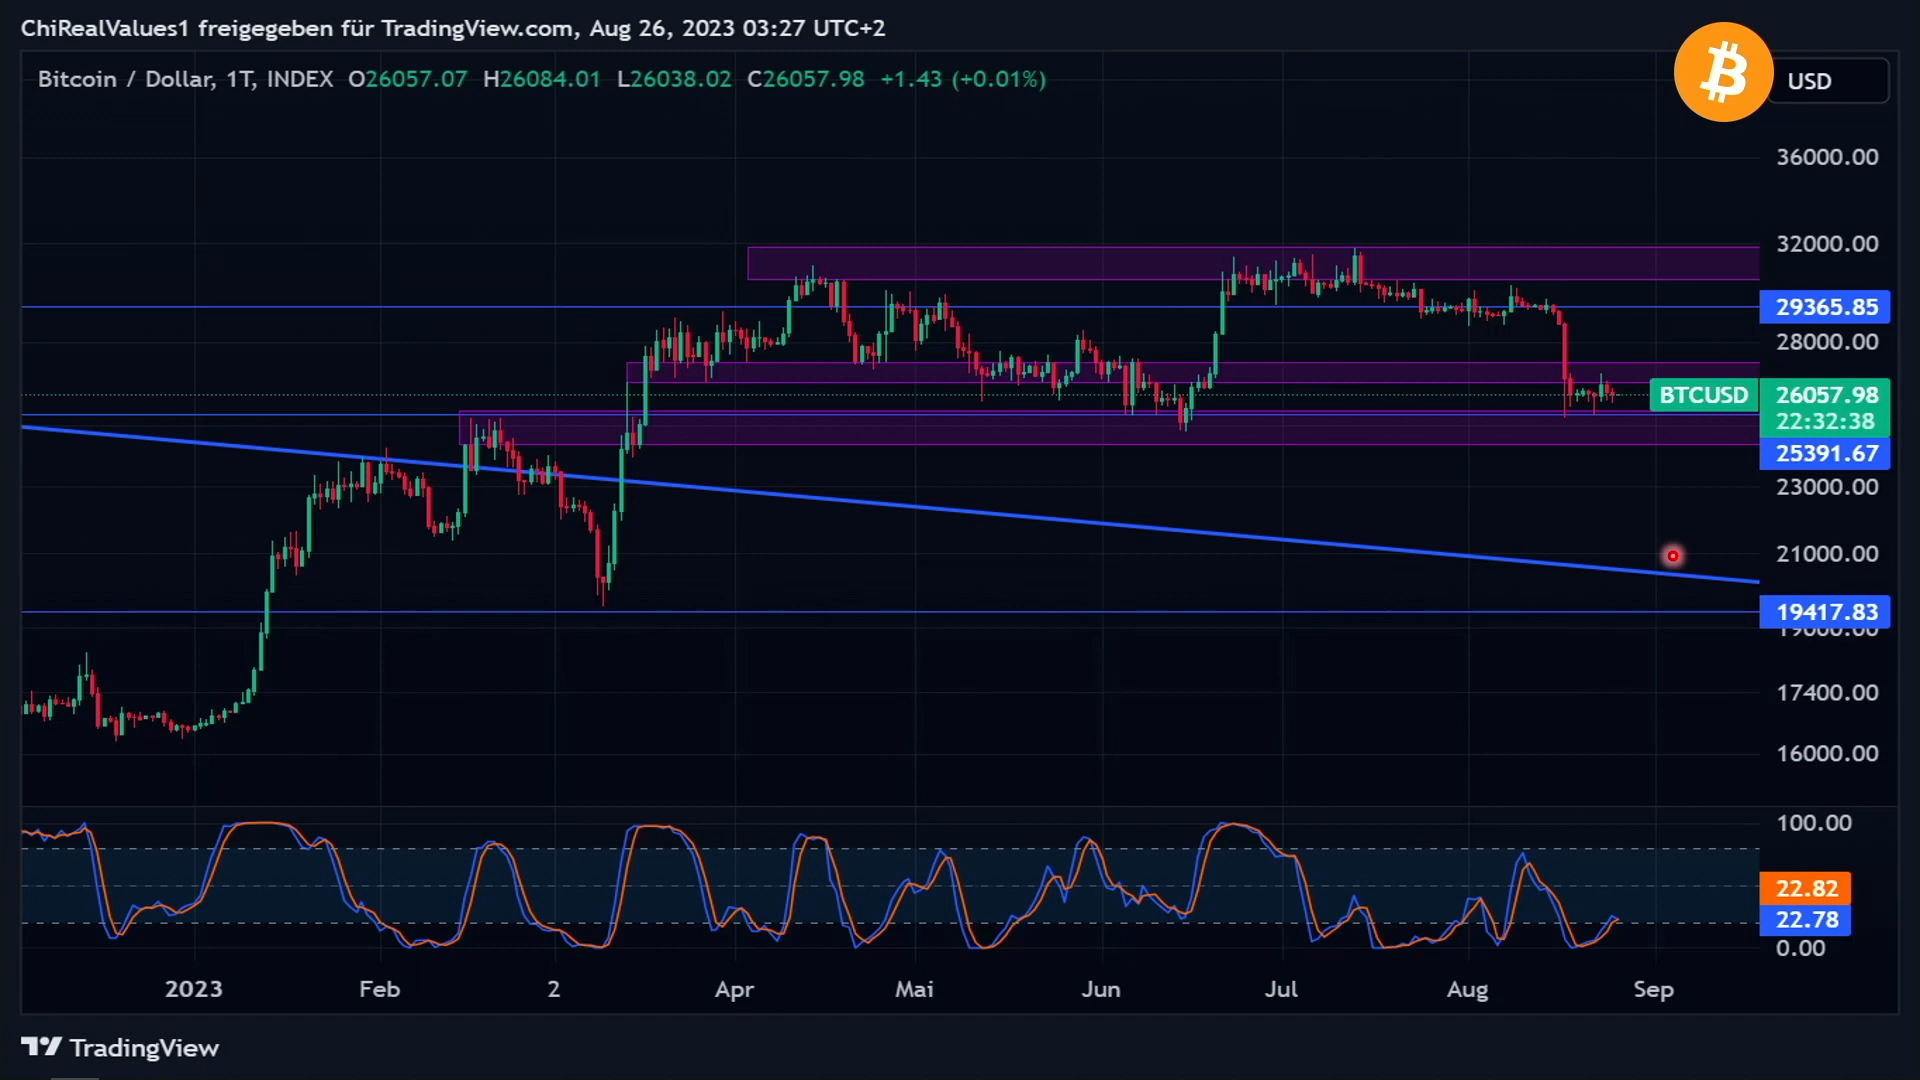 ChiRealValues1 freigegeben für TradingView.com, Aug 26, 2023 03:27 UTC+2
Bitcoin / Dollar, 1T, INDEX O26057.07 H26084.01 L26038.02 C26057.98 +1.43 (+0.01%)
USD
36000.00
32000.00
29365.85
28000.00
BTCUSD 26057.98
22:32:38
25391.67
23000.00
21000.00
19417.83
19000.00
17400.00
16000.00
100.00
22.82
22.78
0.00
2023 Feb 2 Apr Mai Jun Jul Aug Sep
TradingView